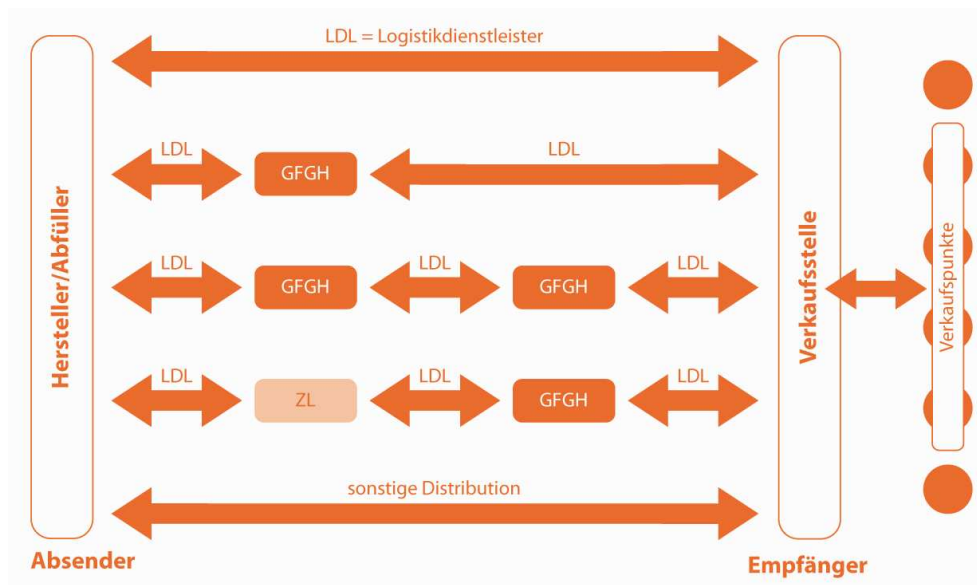 LDL = Logistikdienstleister
LDL
GFGH
LDL
LDL
GFGH
LDL
GFGH
LDL
LDL
ZL
LDL
GFGH
LDL
sonstige Distribution
Hersteller/Abfüller
Verkaufsstelle
Verkaufspunkte
Absender
Empfänger